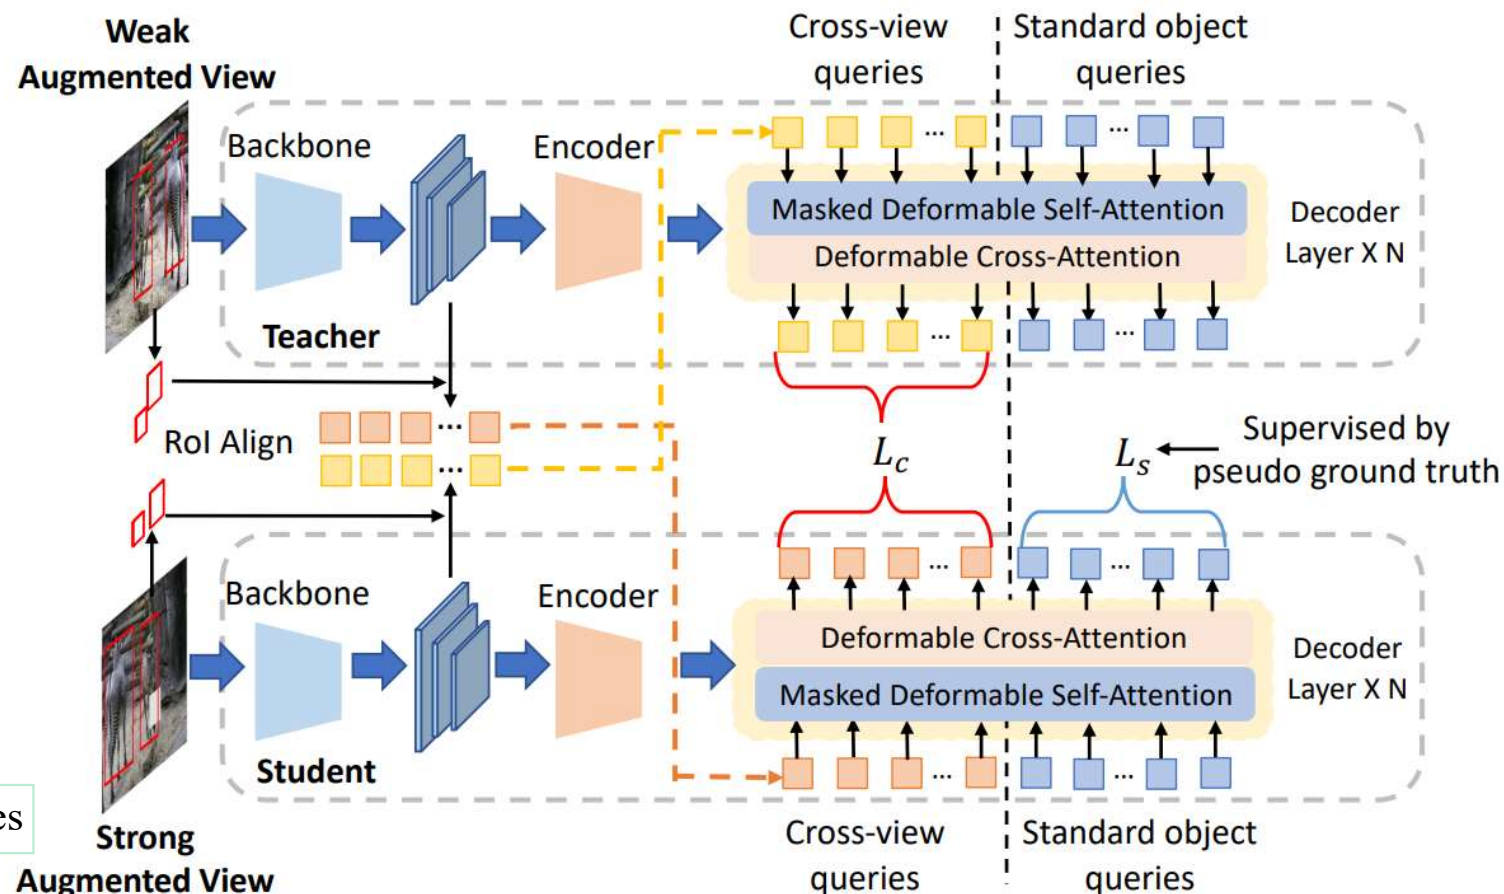 Weak
Augmented View
Cross-view
queries
Standard object
queries
Backbone
Encoder
Masked Deformable Self-Attention
Deformable Cross-Attention
Decoder
Layer X N
Teacher
RoI Align
...
...
...
...
...
...
L_c
L_s
Supervised by
pseudo ground truth
...
...
Backbone
Encoder
Deformable Cross-Attention
Masked Deformable Self-Attention
Decoder
Layer X N
Student
...
...
es
Strong
Augmented View
Cross-view
queries
Standard object
queries